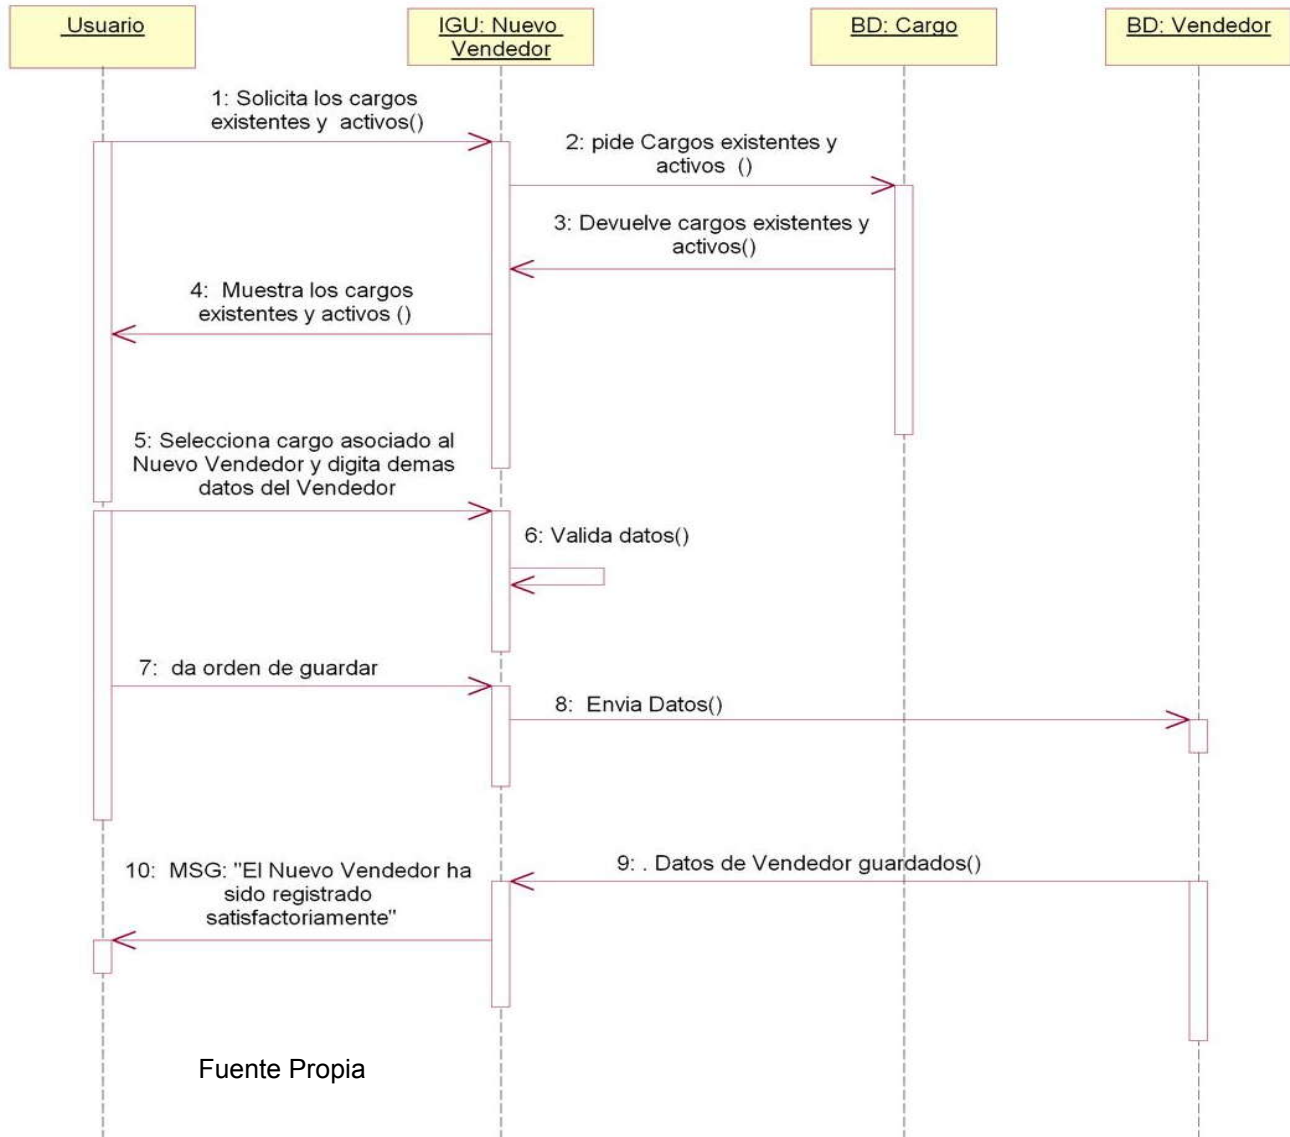 Usuario
IGU: Nuevo
Vendedor
BD: Cargo
BD: Vendedor
1: Solicita los cargos
existentes y activos()
2: pide Cargos existentes y
activos ()
3: Devuelve cargos existentes y
activos()
4: Muestra los cargos
existentes y activos ()
5: Selecciona cargo asociado al
Nuevo Vendedor y digita demas
datos del Vendedor
6: Valida datos()
7: da orden de guardar
8: Envia Datos()
9: . Datos de Vendedor guardados()
10: MSG: "El Nuevo Vendedor ha
sido registrado
satisfactoriamente"
Fuente Propia